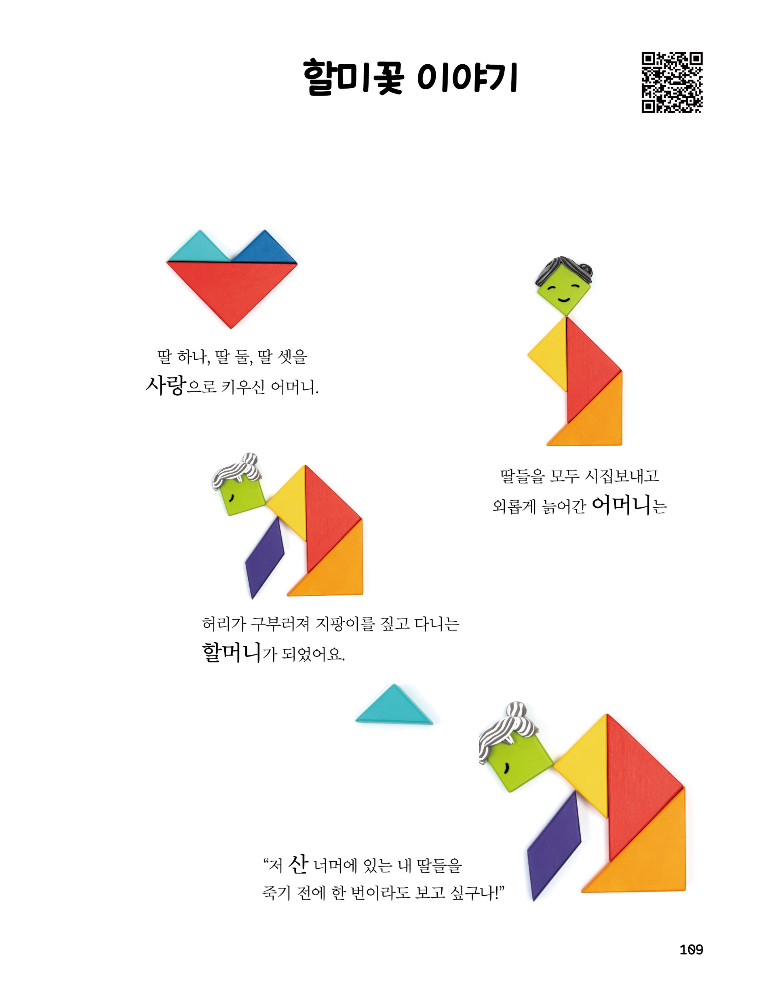 할미꽃 이야기
딸 하나, 딸 둘, 딸 셋을
사랑으로 키우신 어머니.
딸들을 모두 시집보내고
외롭게 늙어간 어머니는
허리가 구부러져 지팡이를 짚고 다니는
할머니가 되었어요.
“저 산 너머에 있는 내 딸들을
죽기 전에 한 번이라도 보고 싶구나!”
109